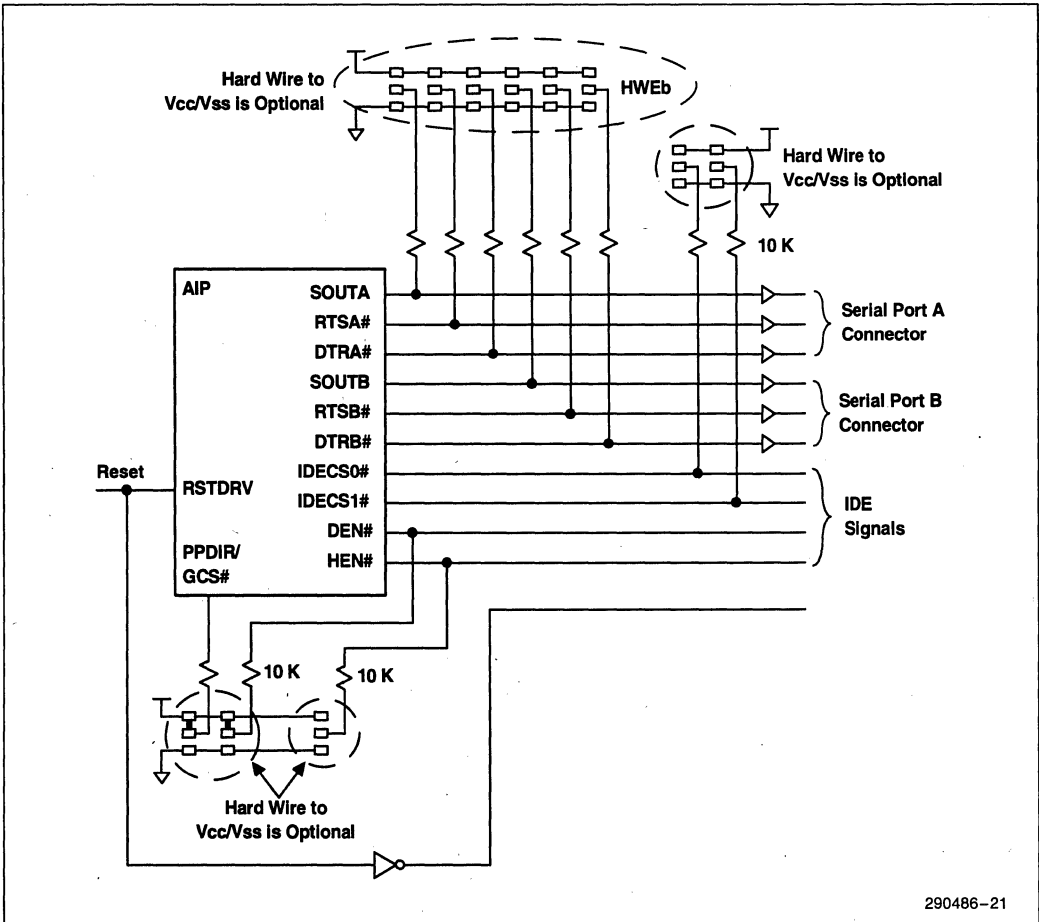 Hard Wire to
Vcc/Vss is Optional
HWEb
Hard Wire to
Vcc/Vss is Optional
10 K
AIP
SOUTA
RTSA#
DTRA#
SOUTB
RTSB#
DTRB#
IDECS0#
IDECS1#
DEN#
HEN#
Reset
RSTDRV
PPDIR/
GCS#
Serial Port A
Connector
Serial Port B
Connector
IDE
Signals
10 K
10 K
Hard Wire to
Vcc/Vss is Optional
290486-21